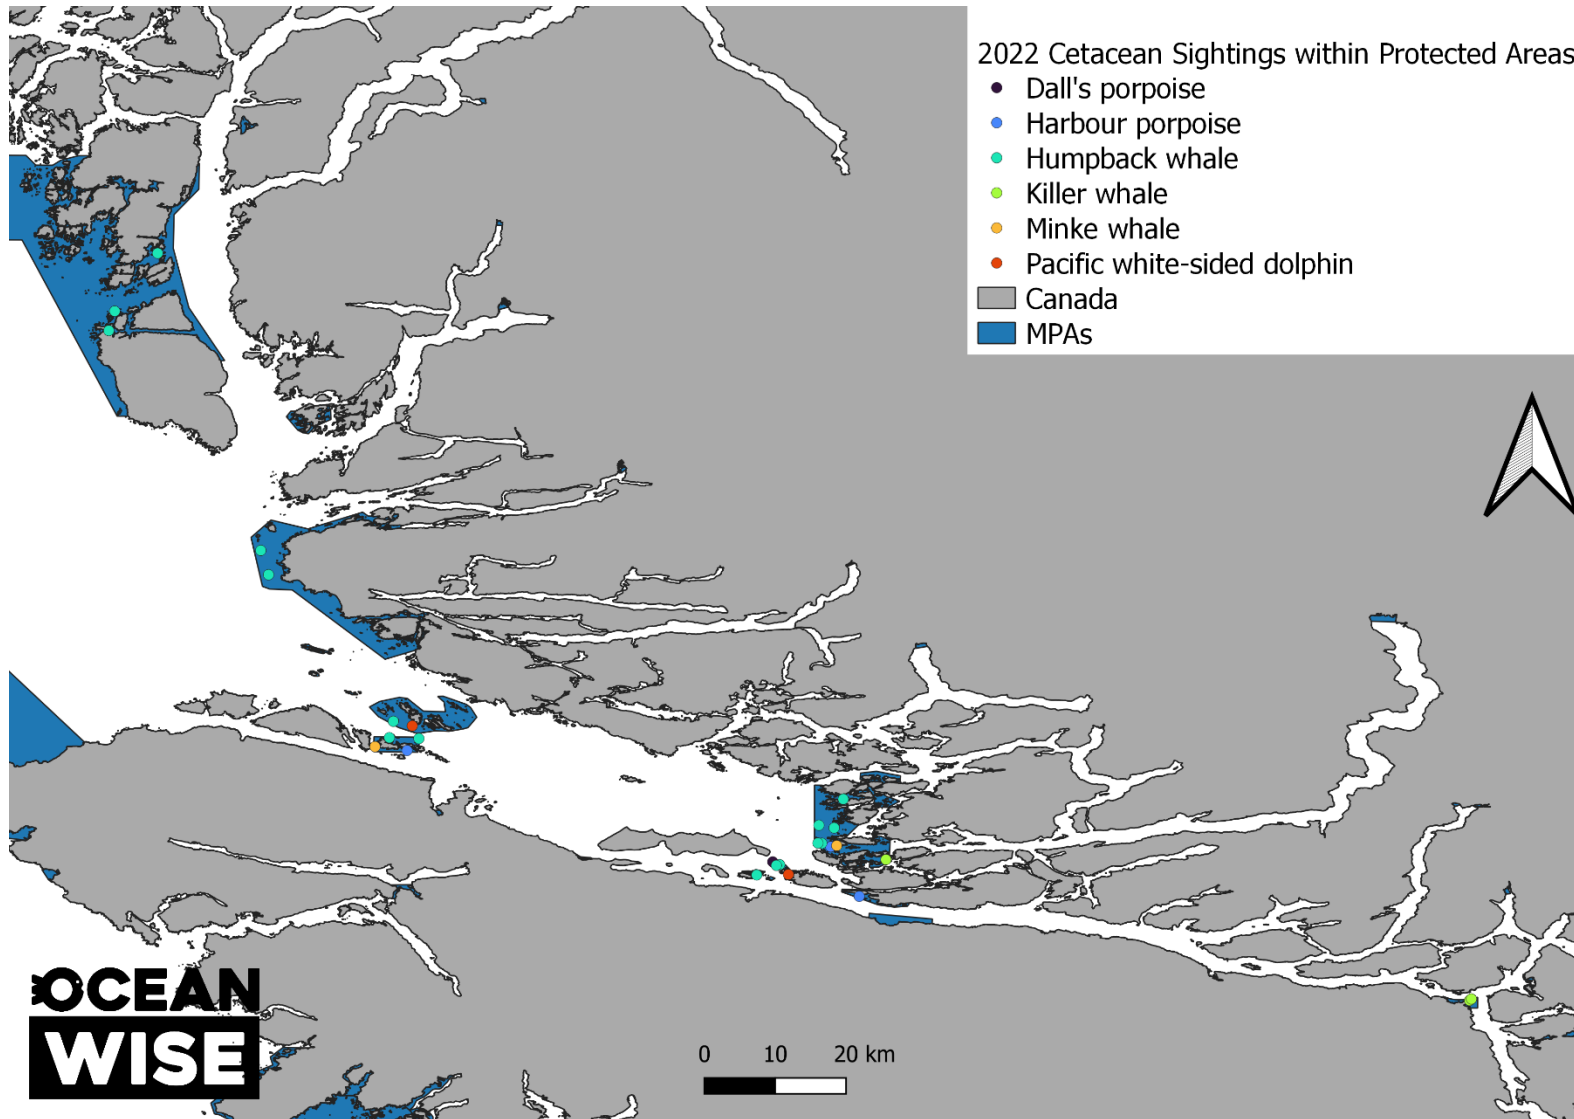 2022 Cetacean Sightings within Protected Areas
Dall's porpoise
Harbour porpoise
Humpback whale
Killer whale
Minke whale
Pacific white-sided dolphin
Canada
MPAs
OCEAN
WISE
0 10 20 km